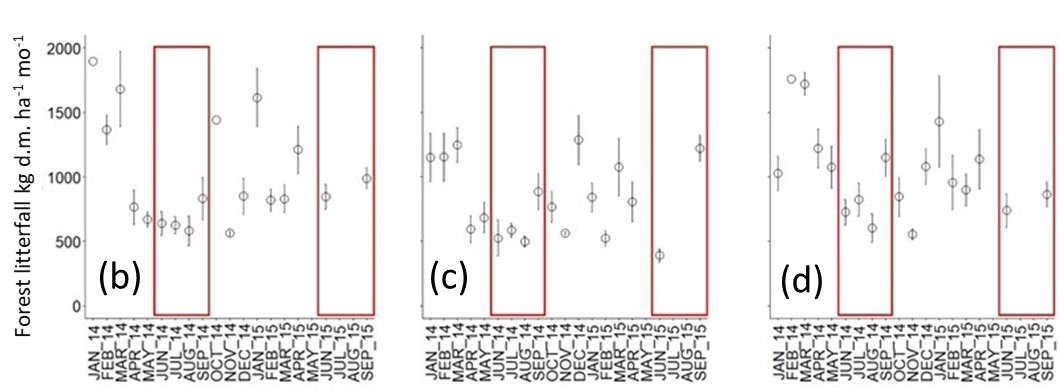 Forest litterfall kg d.m. ha⁻¹ mo⁻¹
2000
1500
1000
500
0
(b)
JAN_14
FEB_14
MAR_14
APR_14
MAY_14
JUN_14
JUL_14
AUG_14
SEP_14
OCT_14
NOV_14
DEC_14
JAN_15
FEB_15
MAR_15
APR_15
MAY_15
JUN_15
JUL_15
AUG_15
SEP_15
(c)
JAN_14
FEB_14
MAR_14
APR_14
MAY_14
JUN_14
JUL_14
AUG_14
SEP_14
OCT_14
NOV_14
DEC_14
JAN_15
FEB_15
MAR_15
APR_15
MAY_15
JUN_15
JUL_15
AUG_15
SEP_15
(d)
JAN_14
FEB_14
MAR_14
APR_14
MAY_14
JUN_14
JUL_14
AUG_14
SEP_14
OCT_14
NOV_14
DEC_14
JAN_15
FEB_15
MAR_15
APR_15
MAY_15
JUN_15
JUL_15
AUG_15
SEP_15